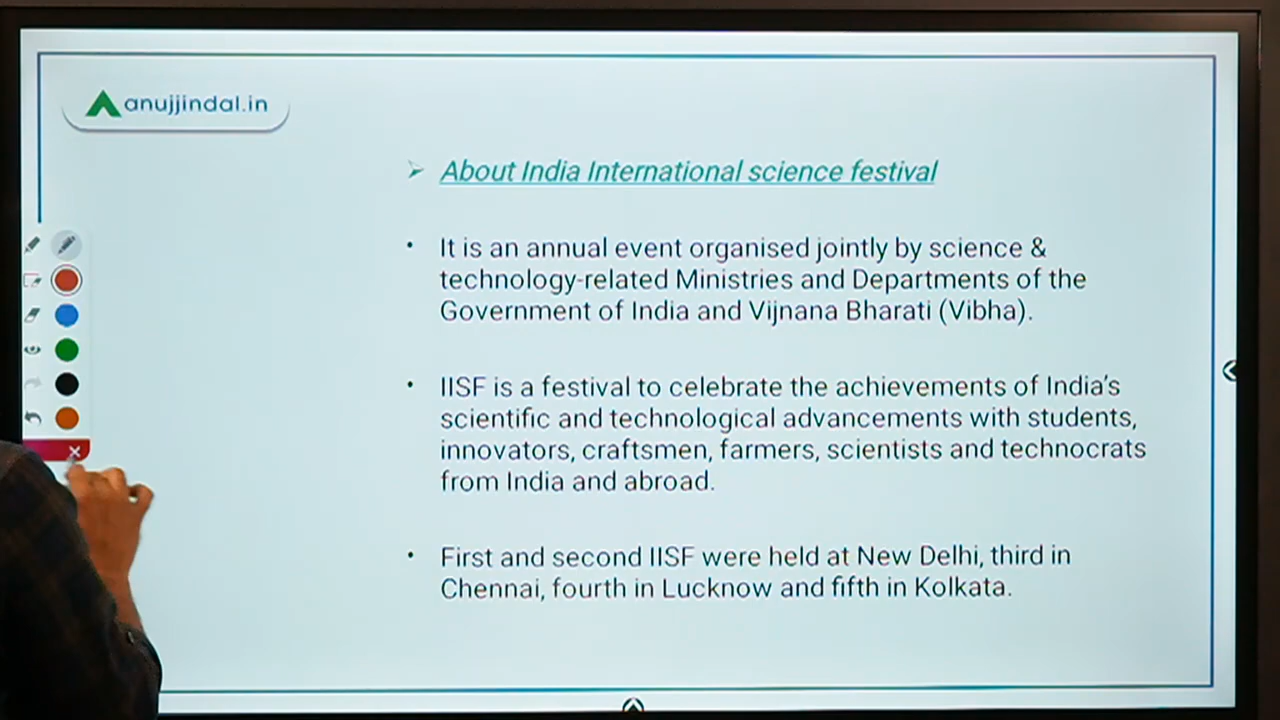 anujjindal.in
About India International science festival
It is an annual event organised jointly by science &
technology-related Ministries and Departments of the
Government of India and Vijnana Bharati (Vibha).
IISF is a festival to celebrate the achievements of India's
scientific and technological advancements with students,
innovators, craftsmen, farmers, scientists and technocrats
from India and abroad.
First and second IISF were held at New Delhi, third in
Chennai, fourth in Lucknow and fifth in Kolkata.